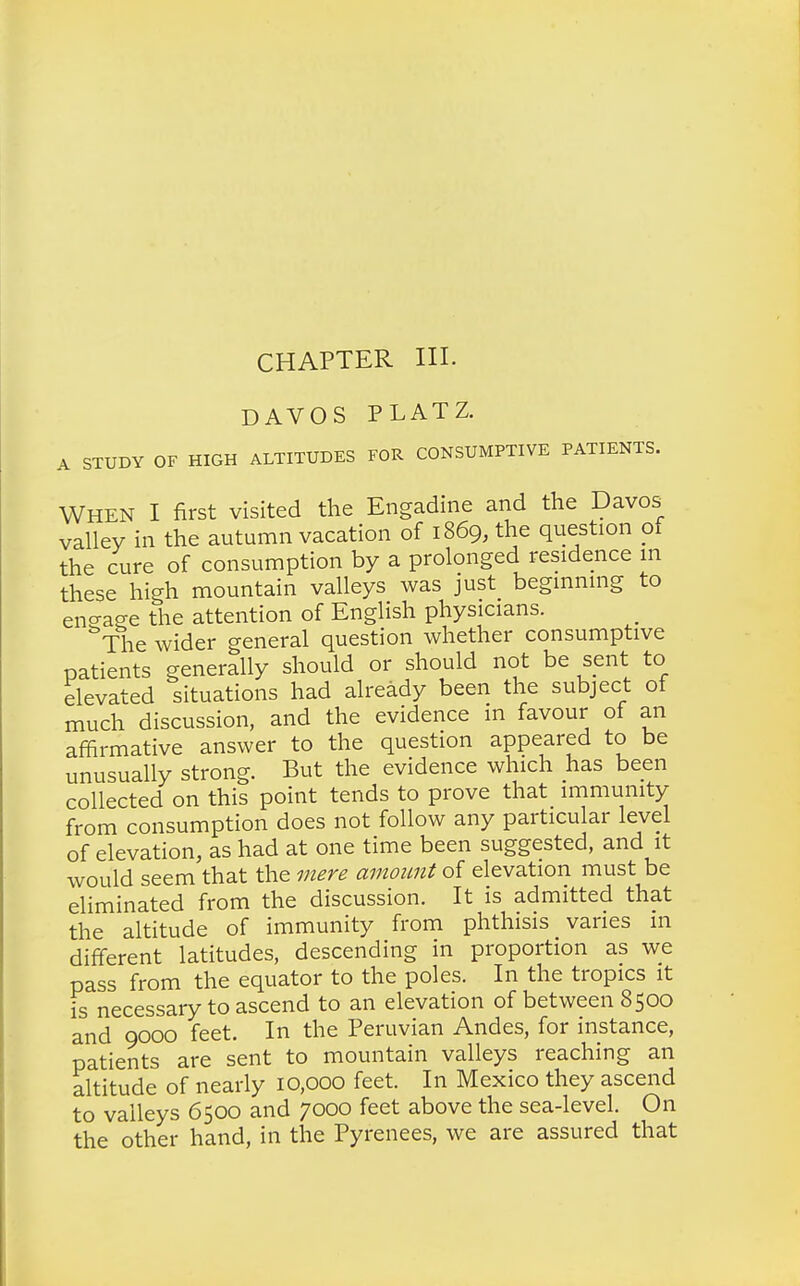 CHAPTER III.
DAVOS PLATZ.
A STUDY OF HIGH ALTITUDES FOR CONSUMPTIVE PATIENTS.
WHEN I first visited the Engadine and the Davos
valley in the autumn vacation of 1869, the question of
the cure of consumption by a prolonged residence in
these high mountain valleys was just beginning to
engage the attention of English physicians.
The wider general question whether consumptive
patients generally should or should not be sent to
elevated situations had already been the subject of
much discussion, and the evidence in favour of an
affirmative answer to the question appeared to be
unusually strong. But the evidence which has been
collected on this point tends to prove that immunity
from consumption does not follow any particular level
of elevation, as had at one time been suggested, and it
would seem that the mere amount of elevation must be
eliminated from the discussion. It is admitted that
the altitude of immunity from phthisis varies in
different latitudes, descending in proportion as we
pass from the equator to the poles. In the tropics it
is necessary to ascend to an elevation of between 8500
and 9000 feet. In the Peruvian Andes, for instance,
patients are sent to mountain valleys reaching an
altitude of nearly 10,000 feet. In Mexico they ascend
to valleys 6500 and 7000 feet above the sea-level. On
the other hand, in the Pyrenees, we are assured that